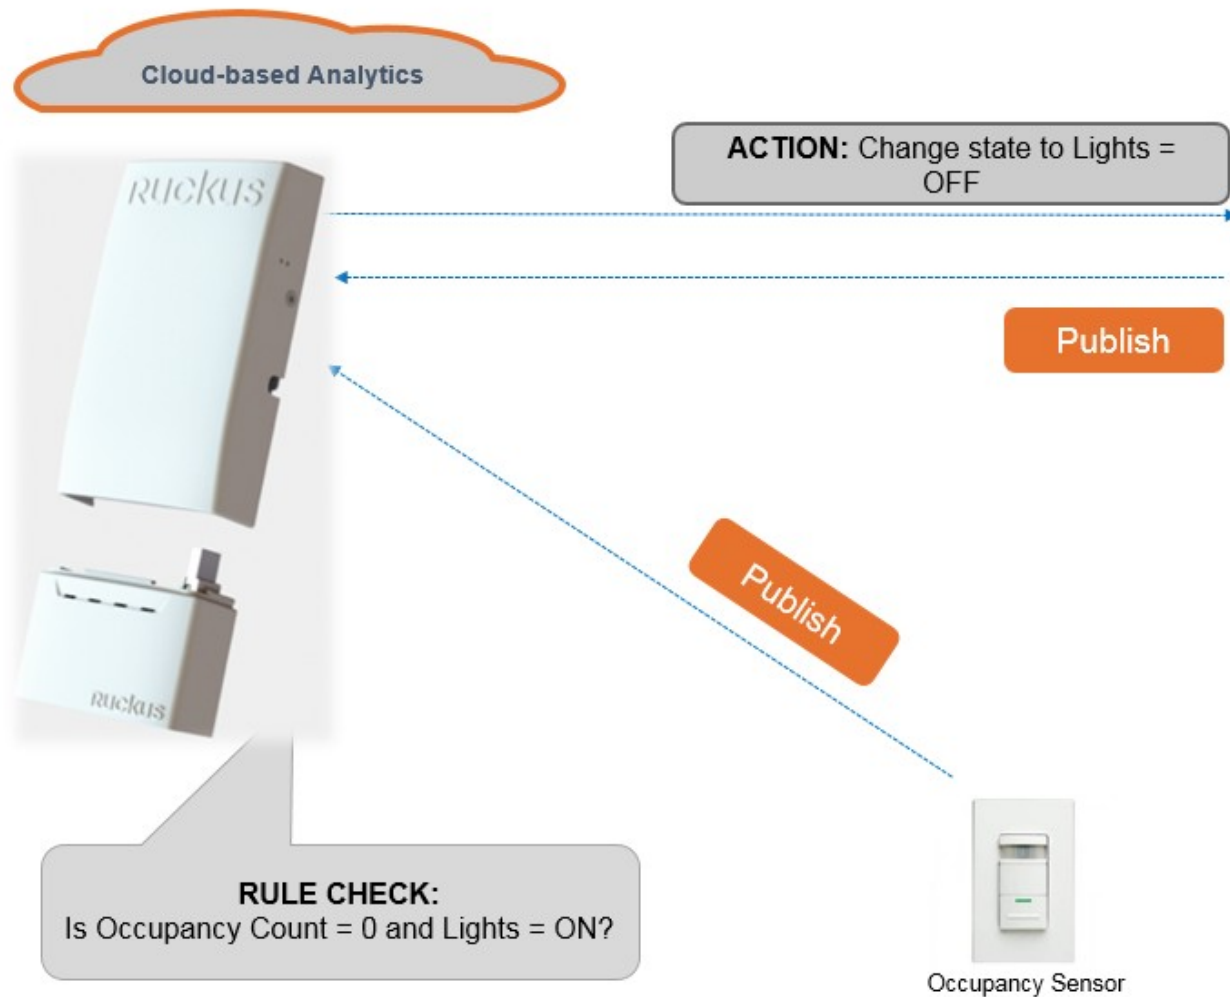 Cloud-based Analytics
ACTION: Change state to Lights =
OFF
RUCKUS
Publish
Publish
RUCKUS
RULE CHECK:
Is Occupancy Count = 0 and Lights = ON?
Occupancy Sensor